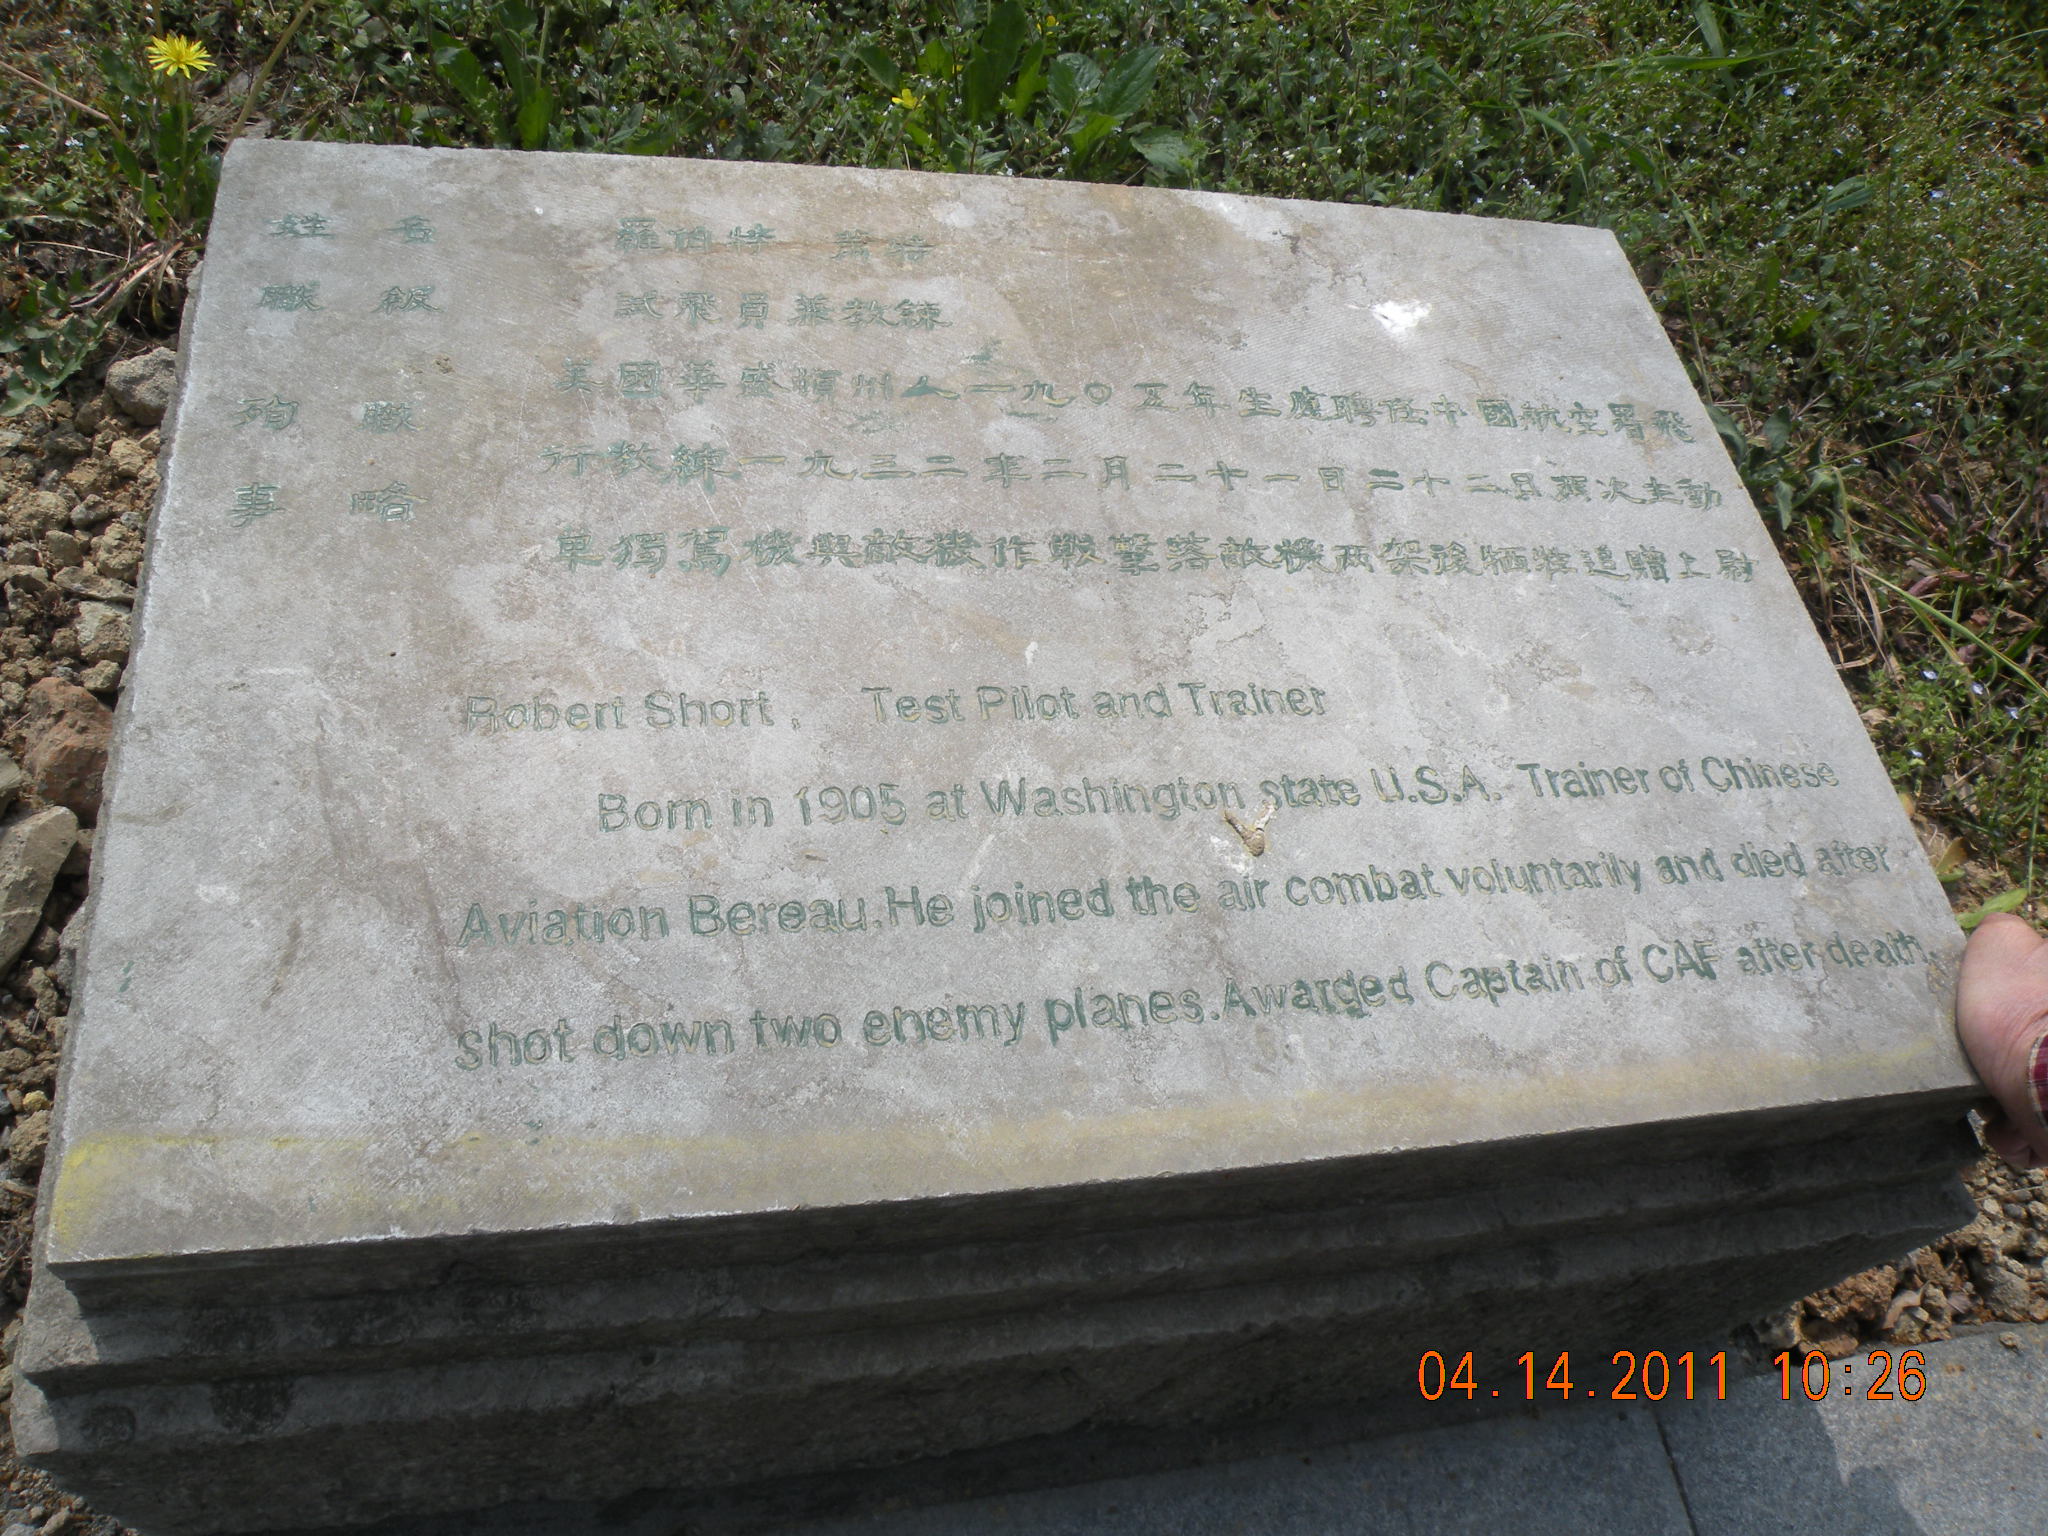 姓 名 羅伯特 蕭特
職 級 試飛員兼教練
殉 職
事 略
美國華盛頓州人一九〇五年生應聘任中國航空署飛
行教練一九三二年二月二十一日二十二日兩次主動
單獨駕機與敵機作戰擊落敵機两架後犧牲追贈上尉
Robert Short, Test Pilot and Trainer
Born in 1905 at Washington state U.S.A. Trainer of Chinese
Aviation Bereau.He joined the air combat voluntarily and died after
shot down two enemy planes.Awarged Captain of CAF after death.
04.14.2011 10:26